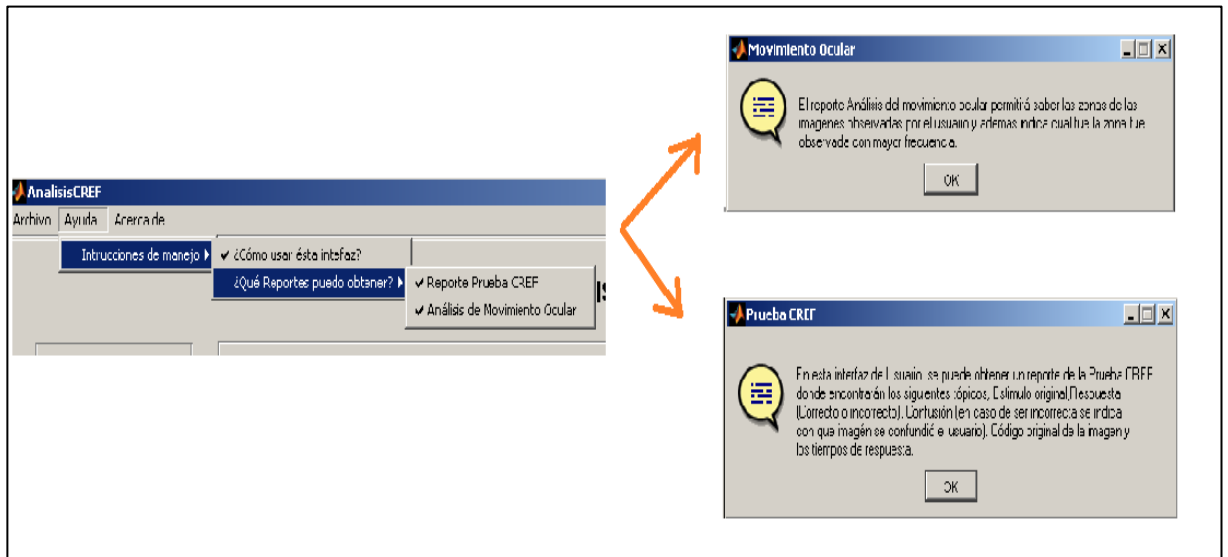 AnalisisCREF
Archivo Ayuda Acerca de
Intrucciones de manejo
¿Cómo usar ésta intefaz?
¿Qué Reportes puedo obtener?
Reporte Prueba CREF
Análisis de Movimiento Ocular
IS
Movimiento Ocular
El reporte Análisis del movimiento ocular permitirá saber las zonas de las
imagenes observadas por el usuario y ademas indica cual fue la zona fue
observada con mayor frecuencia.
OK
Prueba CREF
En esta interfaz de Usuario, se puede obtener un reporte de la Prueba CREF
donde encontrarán los siguientes tópicos, Estimulo original,Respuesta
(Correcto o incorrecto). Confusión (en caso de ser incorrecta se indica
con que imagén se confundió el usuario). Código original de la imagen y
los tiempos de respuesta.
OK